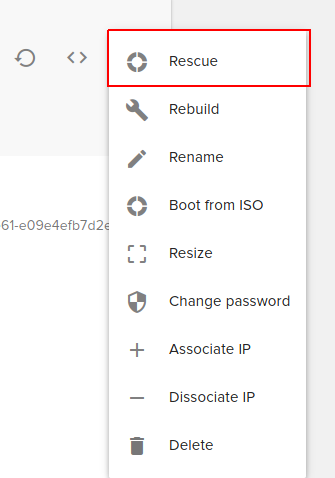 Rescue
Rebuild
Rename
Boot from ISO
61-e09e4efb7d2e
Resize
Change password
Associate IP
Dissociate IP
Delete